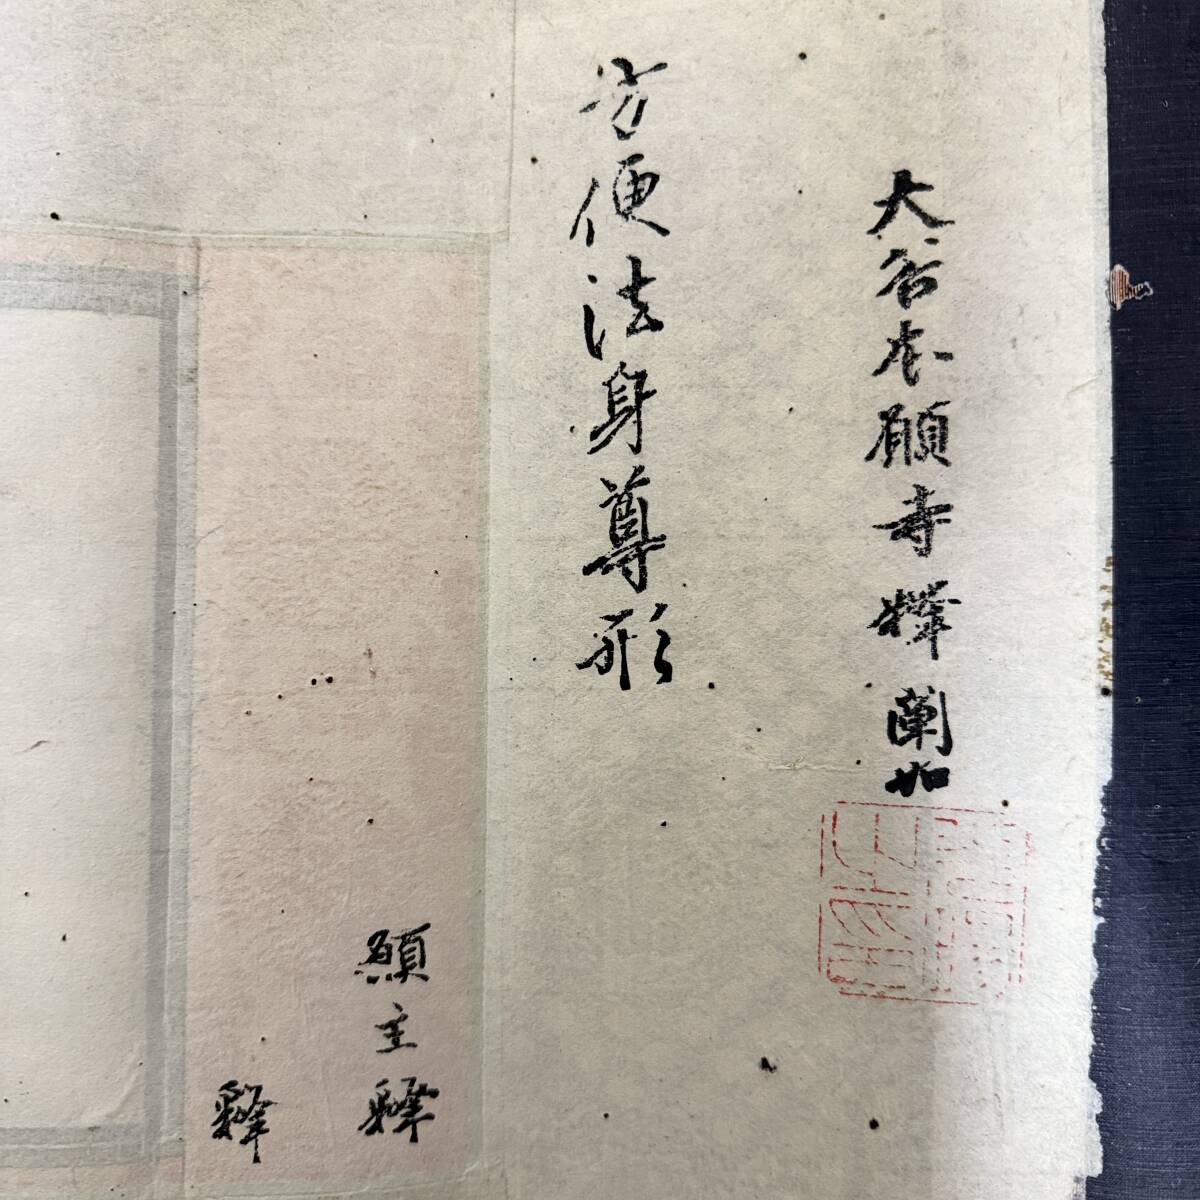 大谷本願寺釋闡如
方便法身尊形
願主釋
釋